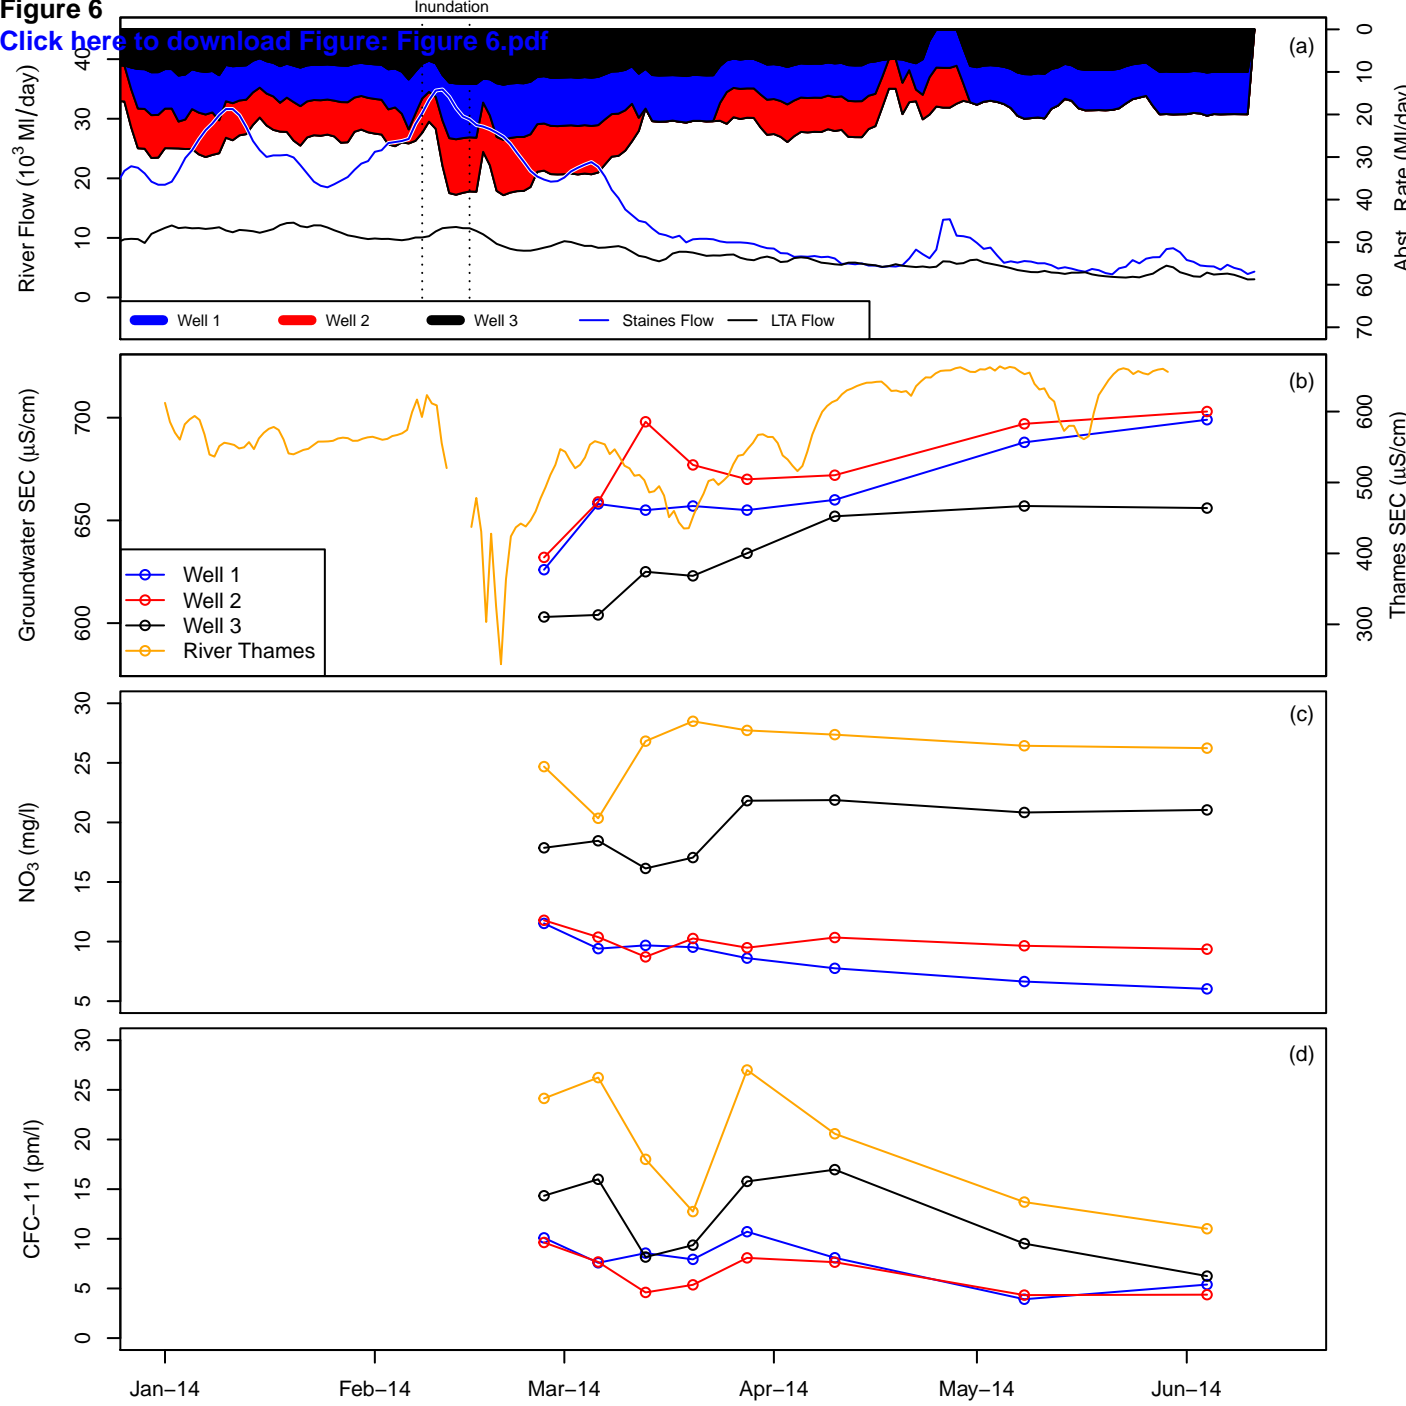 Figure 6
Click here to download Figure: Figure 6.pdf
Inundation
(a)
River Flow (10³ Ml/day)
0 10 20 30 40
Abst. Rate (Ml/day)
0 10 20 30 40 50 60 70
Well 1 Well 2 Well 3 Staines Flow LTA Flow
(b)
Groundwater SEC (µS/cm)
600 650 700
Thames SEC (µS/cm)
300 400 500 600
Well 1
Well 2
Well 3
River Thames
(c)
NO₃ (mg/l)
5 10 15 20 25 30
(d)
CFC−11 (pm/l)
0 5 10 15 20 25 30
Jan−14 Feb−14 Mar−14 Apr−14 May−14 Jun−14